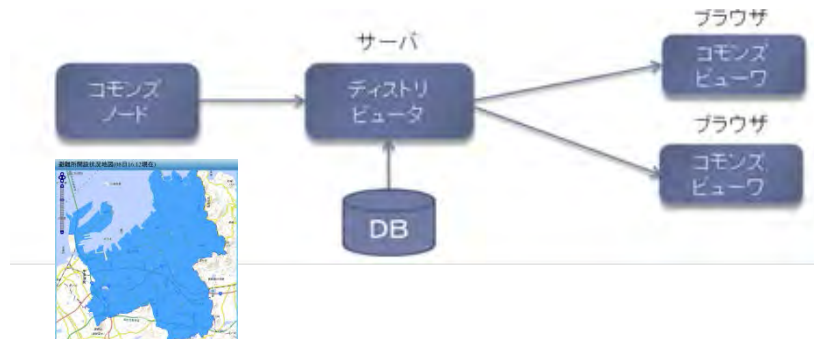 ブラウザ
サーバ
コモンズ
ビューワ
コモンズ
ノード
ディストリ
ビュータ
ブラウザ
コモンズ
ビューワ
DB